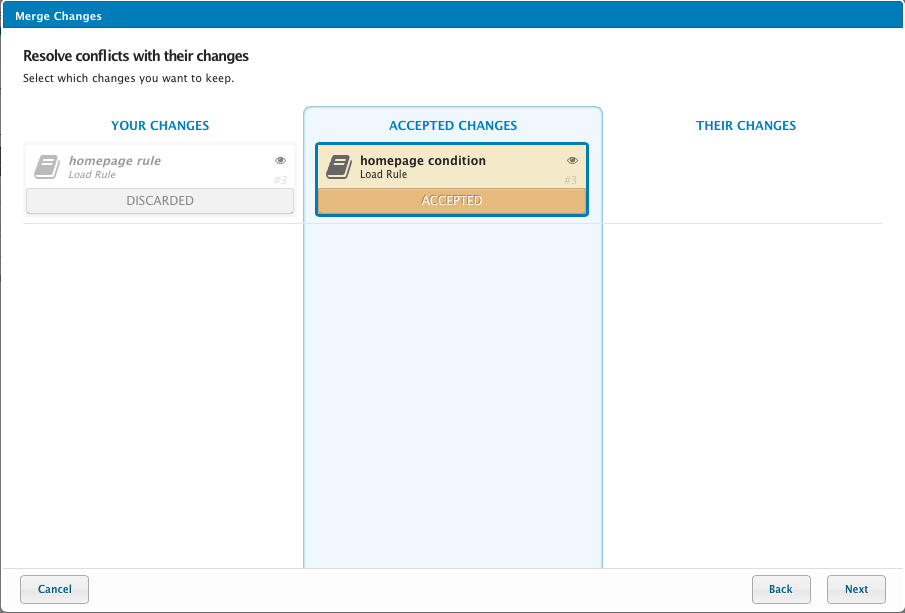 Merge Changes
Resolve conflicts with their changes
Select which changes you want to keep.
YOUR CHANGES
ACCEPTED CHANGES
THEIR CHANGES
homepage rule
Load Rule
#3
DISCARDED
homepage condition
Load Rule
#3
ACCEPTED
Cancel
Back
Next